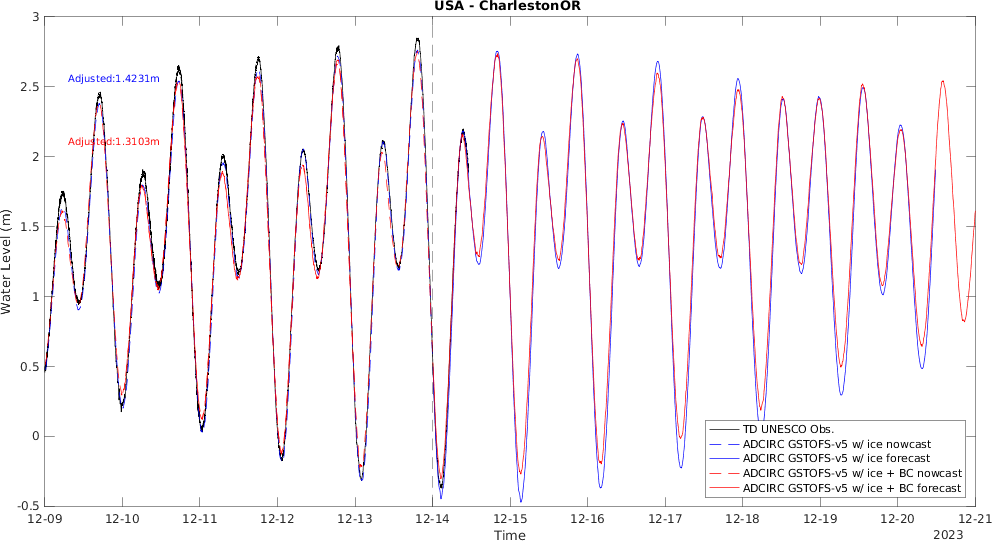 USA - CharlestonOR
3
2.5
2
1.5
1
0.5
0
-0.5
Water Level (m)
Adjusted:1.4231m
Adjusted:1.3103m
TD UNESCO Obs.
ADCIRC GSTOFS-v5 w/ ice nowcast
ADCIRC GSTOFS-v5 w/ ice forecast
ADCIRC GSTOFS-v5 w/ ice + BC nowcast
ADCIRC GSTOFS-v5 w/ ice + BC forecast
12-09 12-10 12-11 12-12 12-13 12-14 12-15 12-16 12-17 12-18 12-19 12-20 12-21
Time
2023